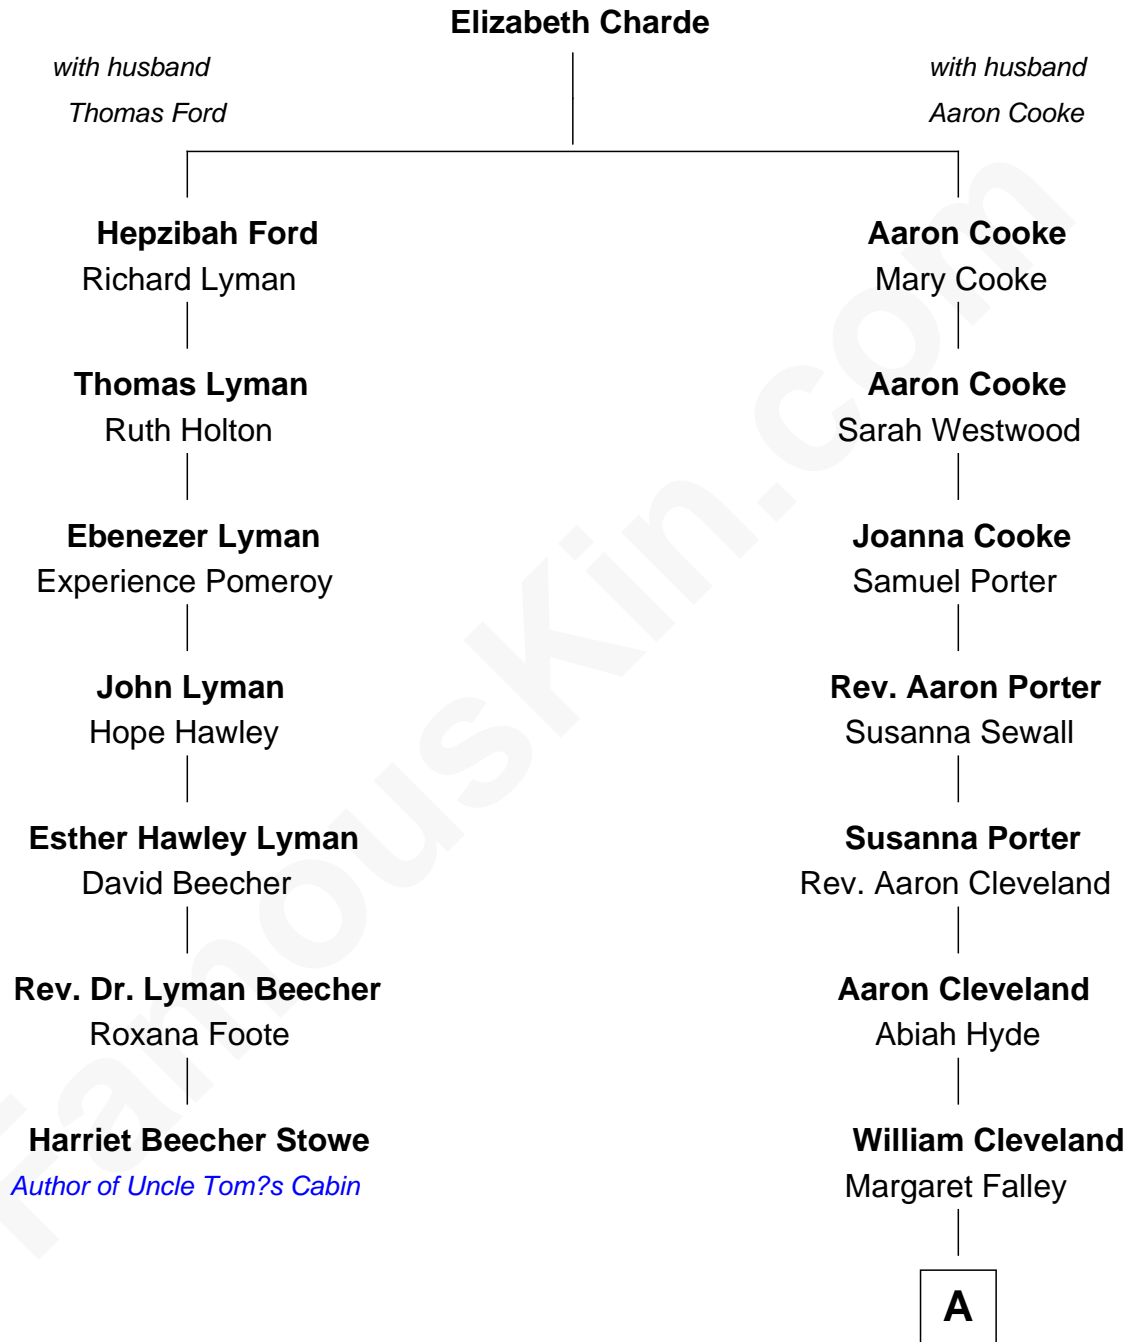 Elizabeth Charde
with husband
Thomas Ford
with husband
Aaron Cooke
Hepzibah Ford
Richard Lyman
Aaron Cooke
Mary Cooke
Thomas Lyman
Ruth Holton
Aaron Cooke
Sarah Westwood
Ebenezer Lyman
Experience Pomeroy
Joanna Cooke
Samuel Porter
John Lyman
Hope Hawley
Rev. Aaron Porter
Susanna Sewall
Esther Hawley Lyman
David Beecher
Susanna Porter
Rev. Aaron Cleveland
Rev. Dr. Lyman Beecher
Roxana Foote
Aaron Cleveland
Abiah Hyde
Harriet Beecher Stowe
Author of Uncle Tom?s Cabin
William Cleveland
Margaret Falley
A
FamousKin.com